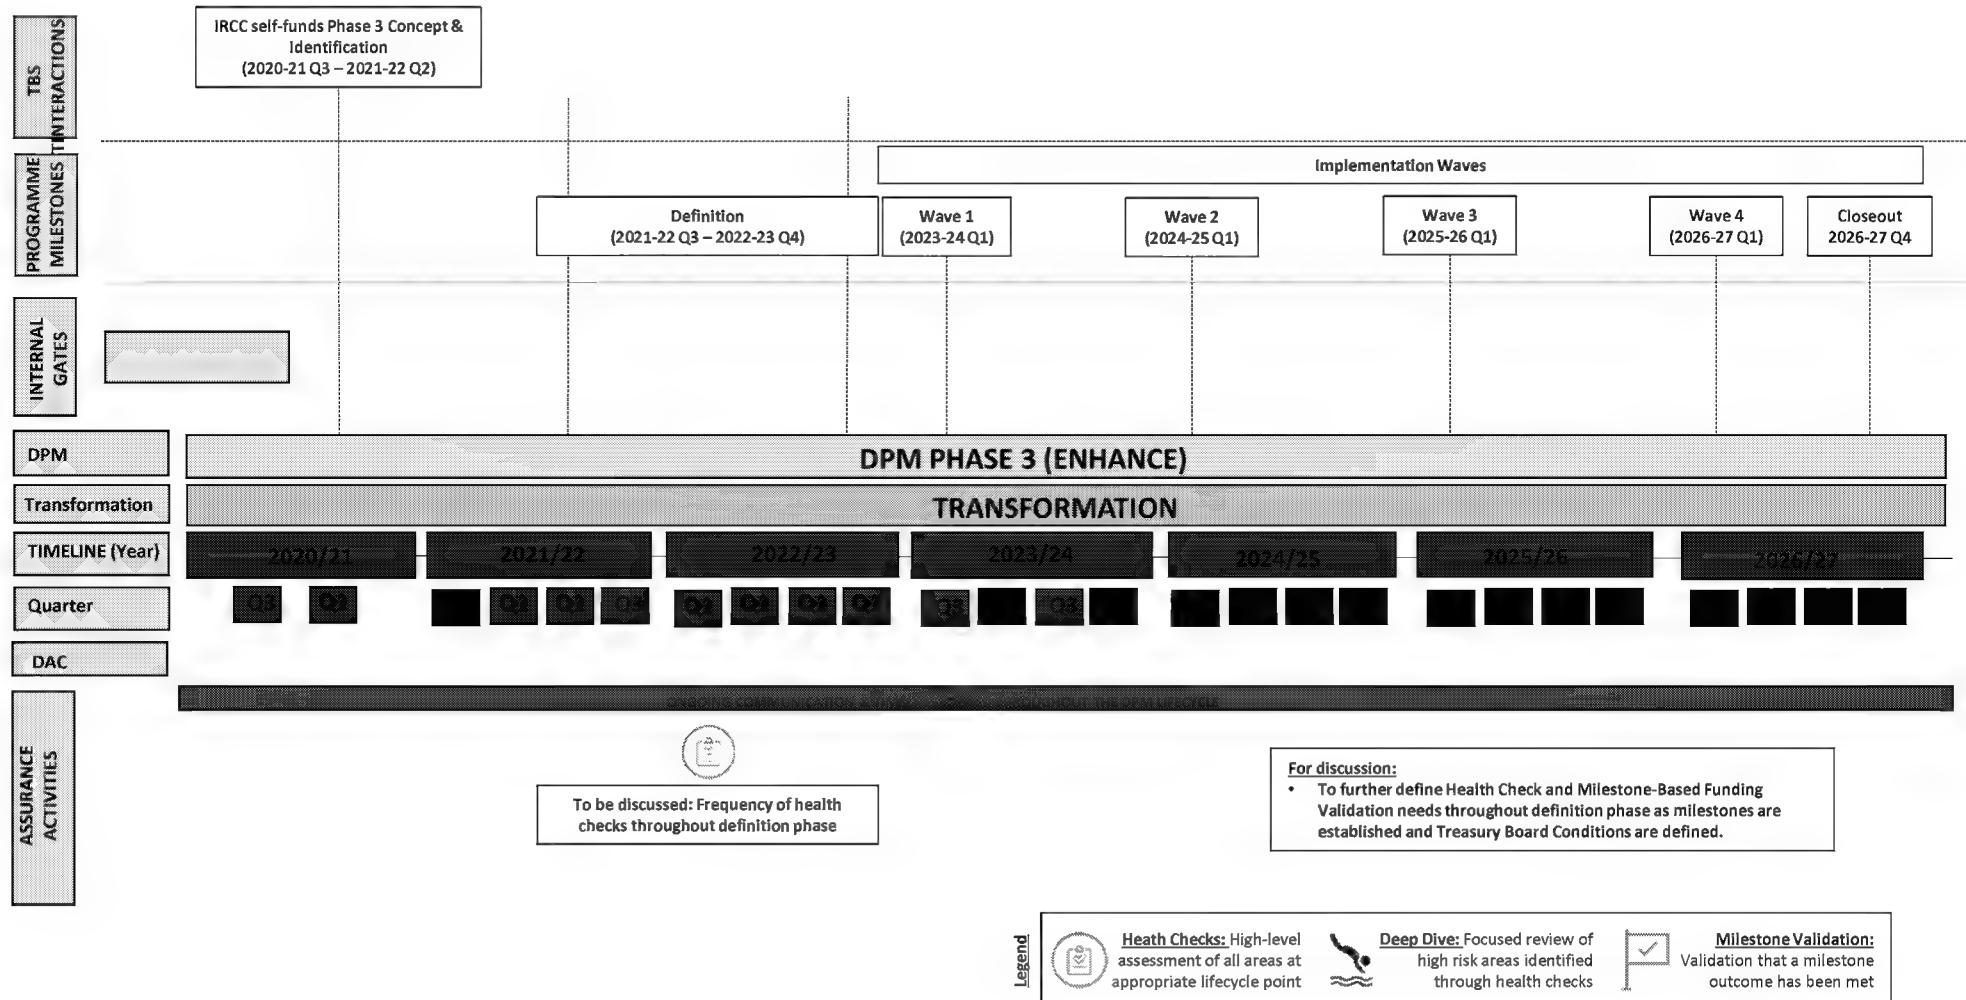 TBS
INTERACTIONS
IRCC self-funds Phase 3 Concept &
Identification
(2020-21 Q3 – 2021-22 Q2)
PROGRAMME
MILESTONES
Implementation Waves
Definition
(2021-22 Q3 – 2022-23 Q4)
Wave 1
(2023-24 Q1)
Wave 2
(2024-25 Q1)
Wave 3
(2025-26 Q1)
Wave 4
(2026-27 Q1)
Closeout
2026-27 Q4
INTERNAL
GATES
DPM
DPM PHASE 3 (ENHANCE)
Transformation
TRANSFORMATION
TIMELINE (Year)
2020/21
2021/22
2022/23
2023/24
2024/25
2025/26
2026/27
Quarter
Q3
DAC
ASSURANCE
ACTIVITIES
ONGOING COMMUNICATION THE DPM LIFECYCLE
To be discussed: Frequency of health
checks throughout definition phase
For discussion:
• To further define Health Check and Milestone-Based Funding
Validation needs throughout definition phase as milestones are
established and Treasury Board Conditions are defined.
Legend
Heath Checks: High-level
assessment of all areas at
appropriate lifecycle point
Deep Dive: Focused review of
high risk areas identified
through health checks
Milestone Validation:
Validation that a milestone
outcome has been met